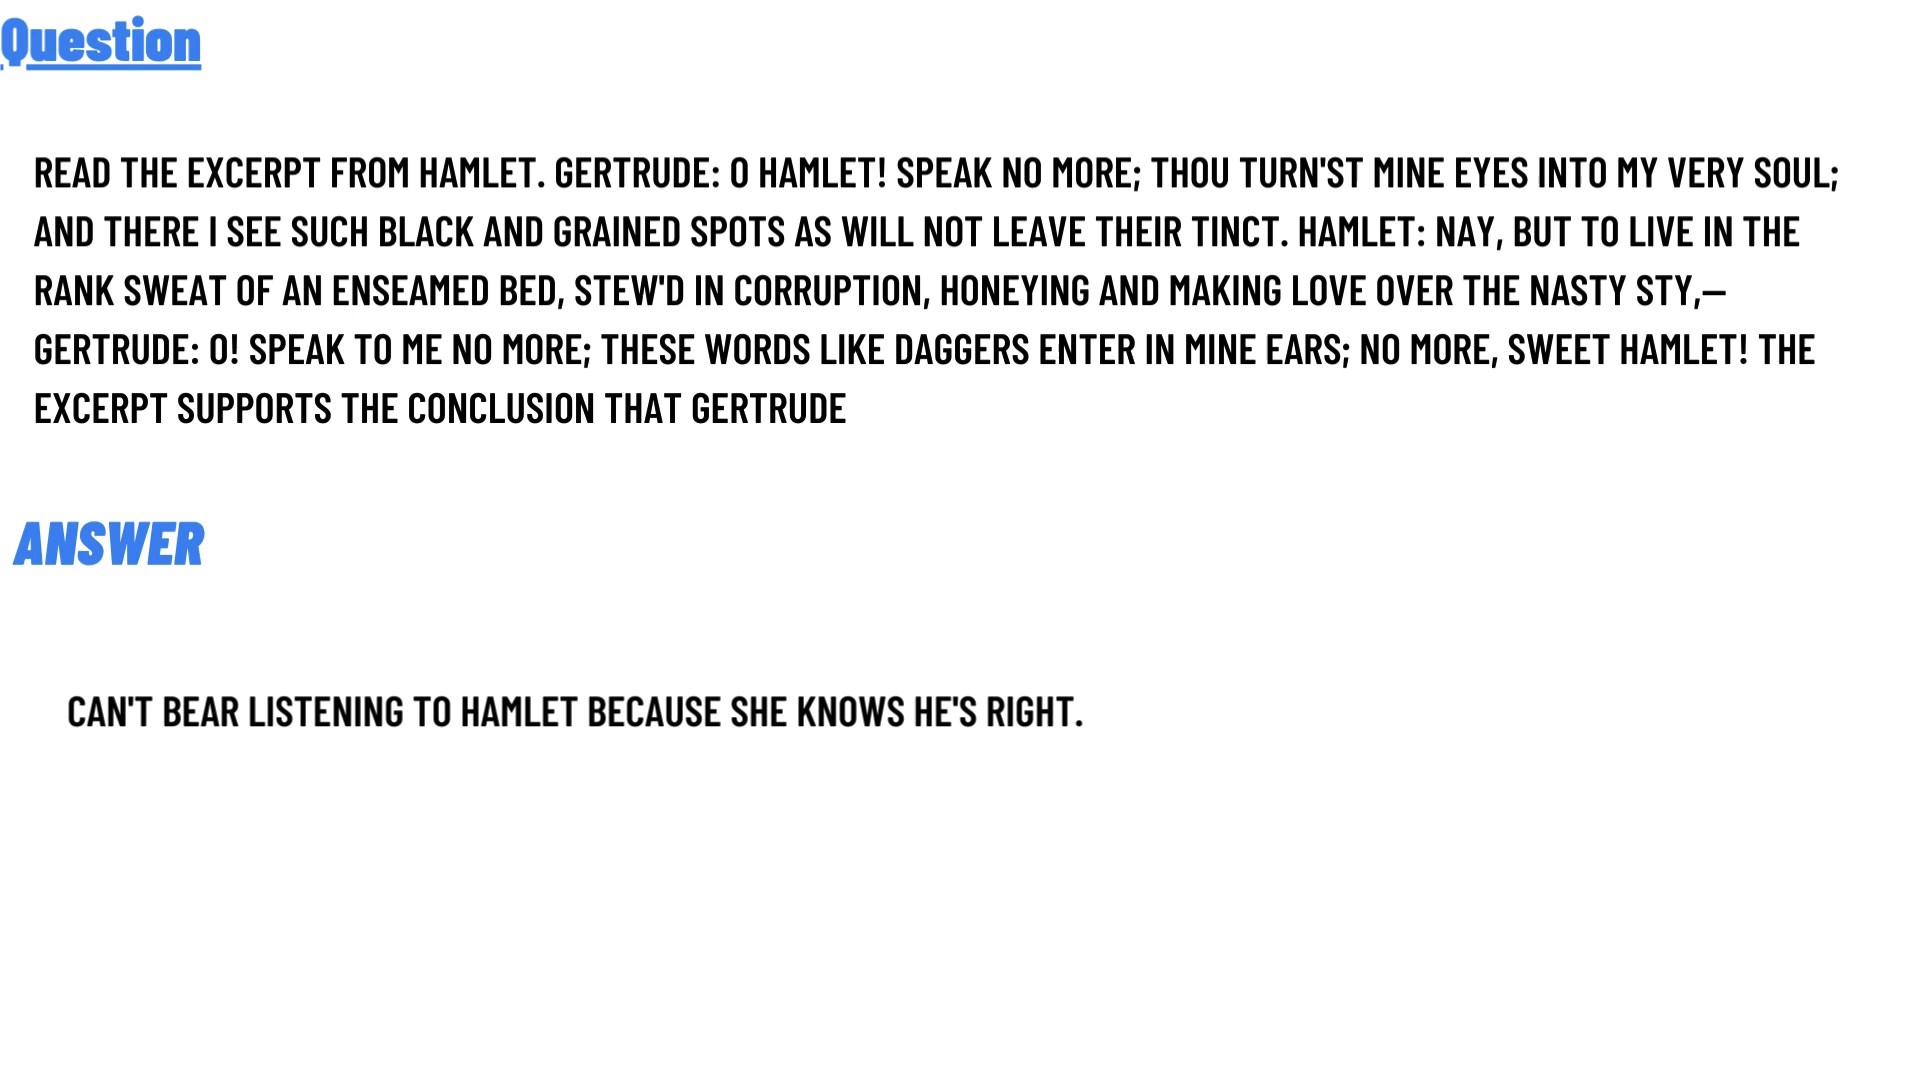 Question
READ THE EXCERPT FROM HAMLET. GERTRUDE: O HAMLET! SPEAK NO MORE; THOU TURN'ST MINE EYES INTO MY VERY SOUL;
AND THERE I SEE SUCH BLACK AND GRAINED SPOTS AS WILL NOT LEAVE THEIR TINCT. HAMLET: NAY, BUT TO LIVE IN THE
RANK SWEAT OF AN ENSEAMED BED, STEW'D IN CORRUPTION, HONEYING AND MAKING LOVE OVER THE NASTY STY,—
GERTRUDE: O! SPEAK TO ME NO MORE; THESE WORDS LIKE DAGGERS ENTER IN MINE EARS; NO MORE, SWEET HAMLET! THE
EXCERPT SUPPORTS THE CONCLUSION THAT GERTRUDE
ANSWER
CAN'T BEAR LISTENING TO HAMLET BECAUSE SHE KNOWS HE'S RIGHT.